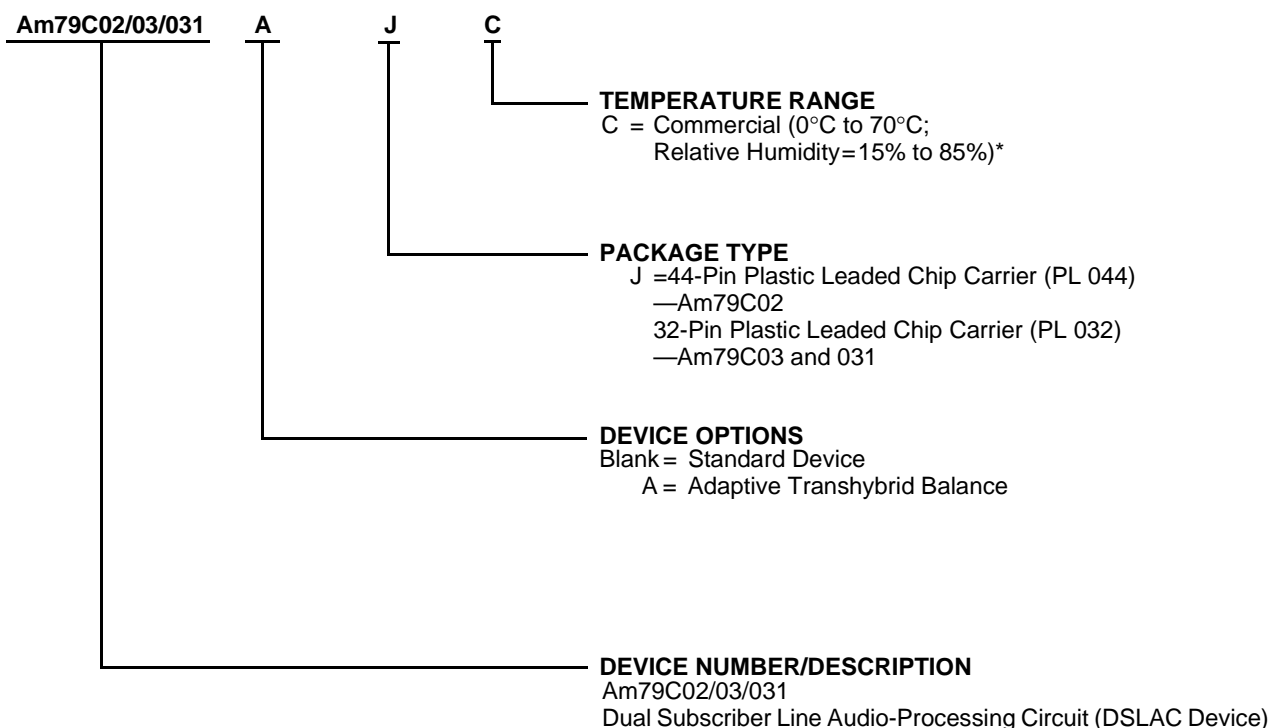 Am79C02/03/031 A J C
TEMPERATURE RANGE
C = Commercial (0°C to 70°C;
Relative Humidity=15% to 85%)*
PACKAGE TYPE
J =44-Pin Plastic Leaded Chip Carrier (PL 044)
—Am79C02
32-Pin Plastic Leaded Chip Carrier (PL 032)
—Am79C03 and 031
DEVICE OPTIONS
Blank= Standard Device
A = Adaptive Transhybrid Balance
DEVICE NUMBER/DESCRIPTION
Am79C02/03/031
Dual Subscriber Line Audio-Processing Circuit (DSLAC Device)